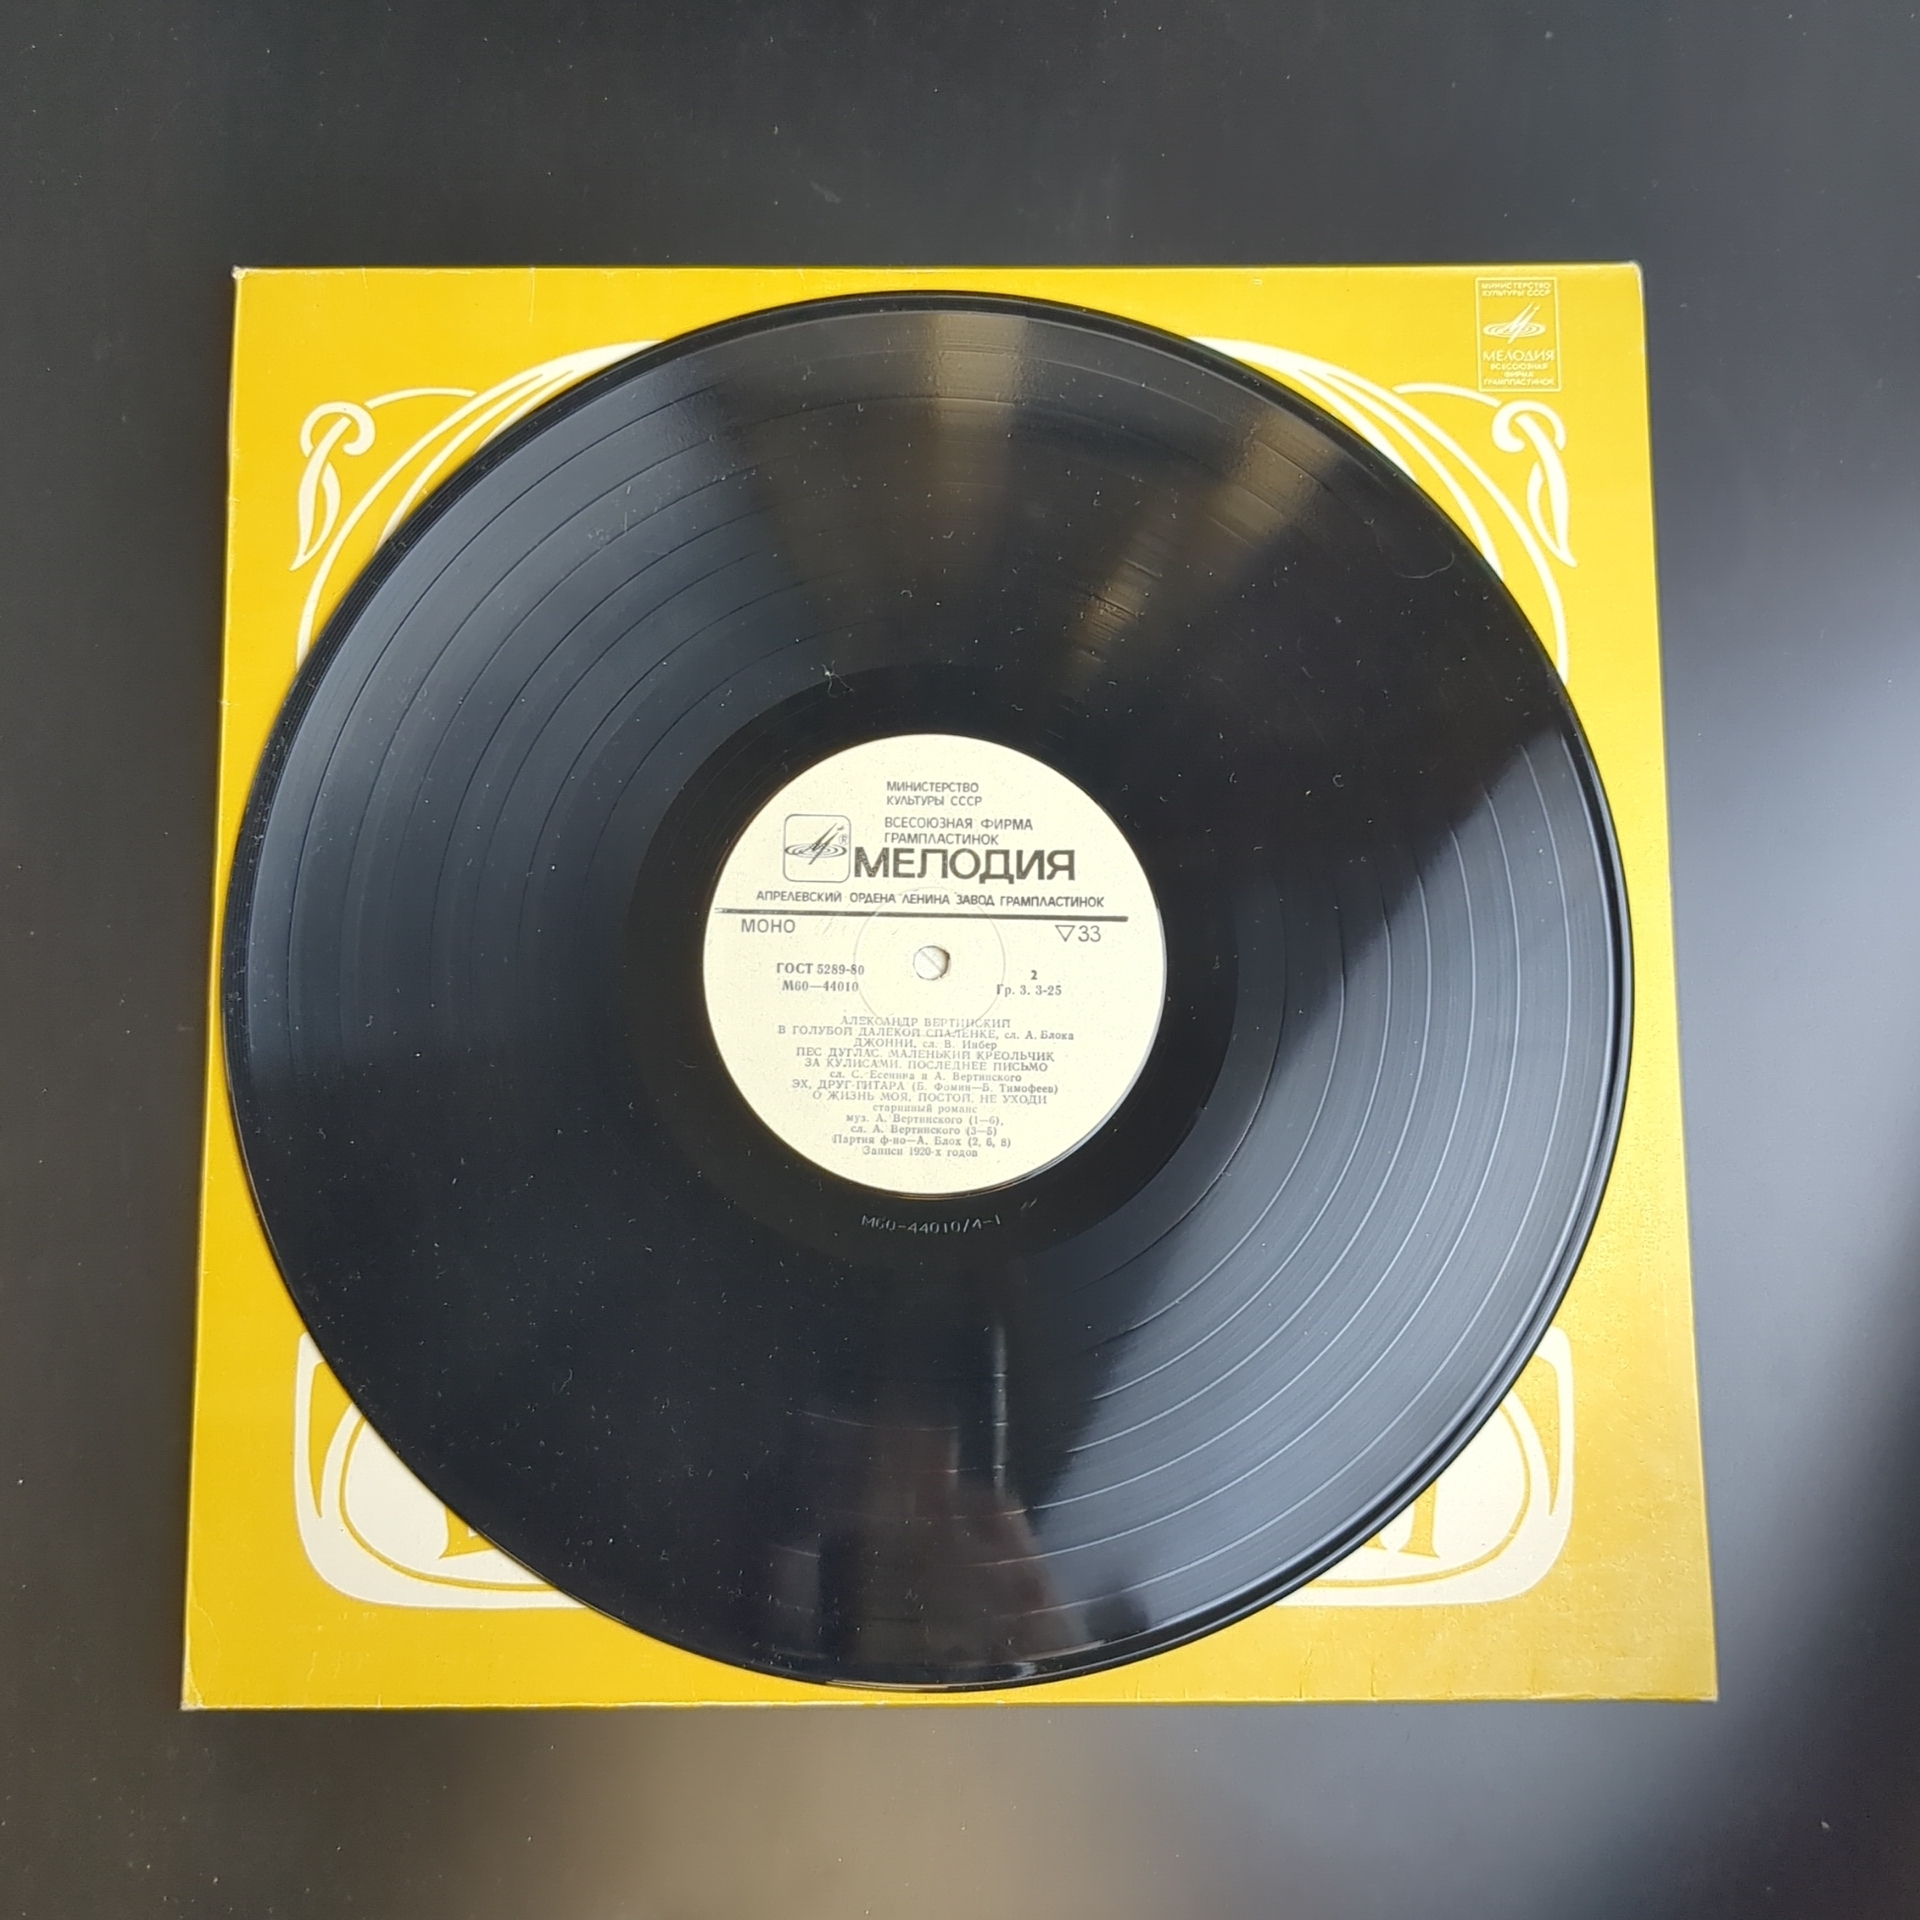 МИНИСТЕРСТВО
КУЛЬТУРЫ СССР
МЕЛОДИЯ
ВСЕСОЮЗНАЯ
ФИРМА
ГРАМПЛАСТИНОК
МИНИСТЕРСТВО
КУЛЬТУРЫ СССР
ВСЕСОЮЗНАЯ ФИРМА
ГРАМПЛАСТИНОК
®
МЕЛОДИЯ
АПРЕЛЕВСКИЙ ОРДЕНА ЛЕНИНА ЗАВОД ГРАМПЛАСТИНОК
МОНО ▽33
ГОСТ 5289-80 2
М60—44010 Гр. 3. 3-25
АЛЕКСАНДР ВЕРТИНСКИЙ
В ГОЛУБОЙ ДАЛЕКОЙ СПАЛЕНКЕ, сл. А. Блока
ДЖОННИ, сл. В. Инбер
ПЕС ДУГЛАС. МАЛЕНЬКИЙ КРЕОЛЬЧИК
ЗА КУЛИСАМИ. ПОСЛЕДНЕЕ ПИСЬМО
сл. С. Есенина и А. Вертинского
ЭХ, ДРУГ-ГИТАРА (Б. Фомин—Б. Тимофеев)
О ЖИЗНЬ МОЯ, ПОСТОЙ, НЕ УХОДИ
старинный романс
муз. А. Вертинского (1—6),
сл. А. Вертинского (3—5)
Партия ф-но—А. Блох (2, 6, 8)
Записи 1920-х годов
М60-44010/4-1